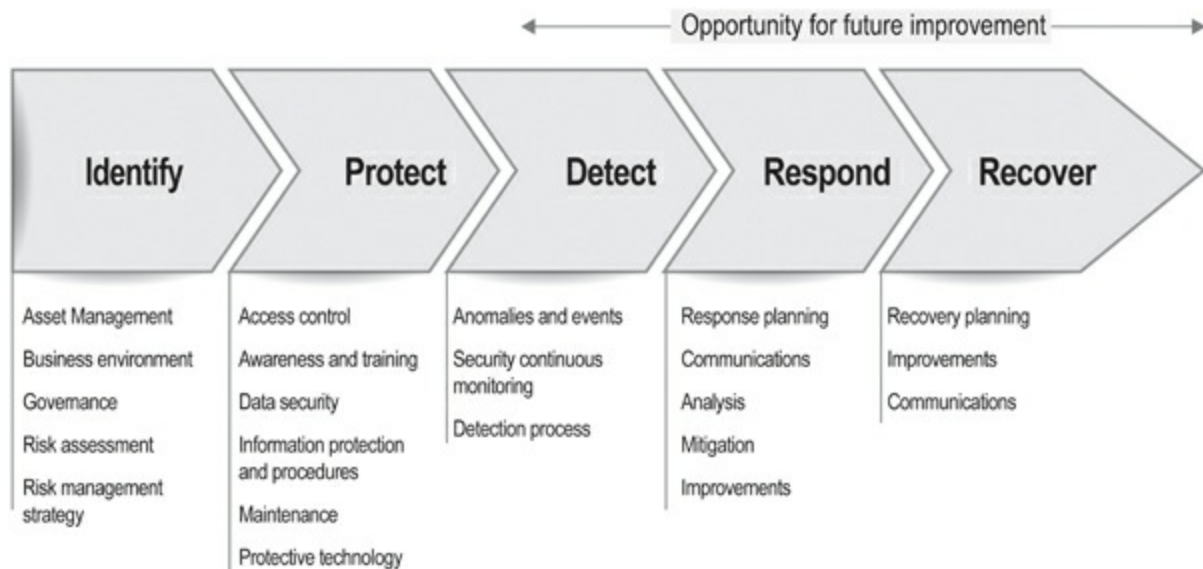 Opportunity for future improvement
Identify
Protect
Detect
Respond
Recover
Asset Management
Business environment
Governance
Risk assessment
Risk management
strategy
Access control
Awareness and training
Data security
Information protection
and procedures
Maintenance
Protective technology
Anomalies and events
Security continuous
monitoring
Detection process
Response planning
Communications
Analysis
Mitigation
Improvements
Recovery planning
Improvements
Communications